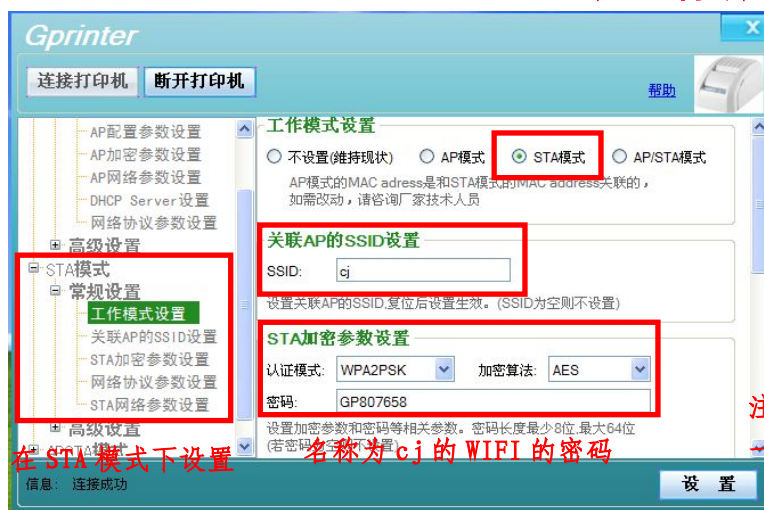 Gprinter
X
连接打印机 断开打印机
帮助
AP配置参数设置
AP加密参数设置
AP网络参数设置
DHCP Server设置
网络协议参数设置
高级设置
STA模式
常规设置
工作模式设置
关联AP的SSID设置
STA加密参数设置
网络协议参数设置
STA网络参数设置
高级设置
在 STA 模式下设置
工作模式设置
不设置(维持现状) AP模式 STA模式 AP/STA模式
AP模式的MAC adress是和STA模式的MAC address关联的，
如需改动，请咨询厂家技术人员
关联AP的SSID设置
SSID: cj
设置关联AP的SSID,复位后设置生效。(SSID为空则不设置)
STA加密参数设置
认证模式: WPA2PSK 加密算法: AES
密码: GP807658
设置加密参数和密码等相关参数。密码长度最少8位,最大64位
(若密码为空则不设置)
名称为 cj 的 WIFI 的密码
注
信息: 连接成功
设 置